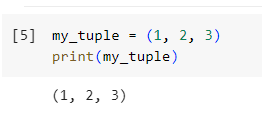 [5] my_tuple = (1, 2, 3)
print(my_tuple)
(1, 2, 3)